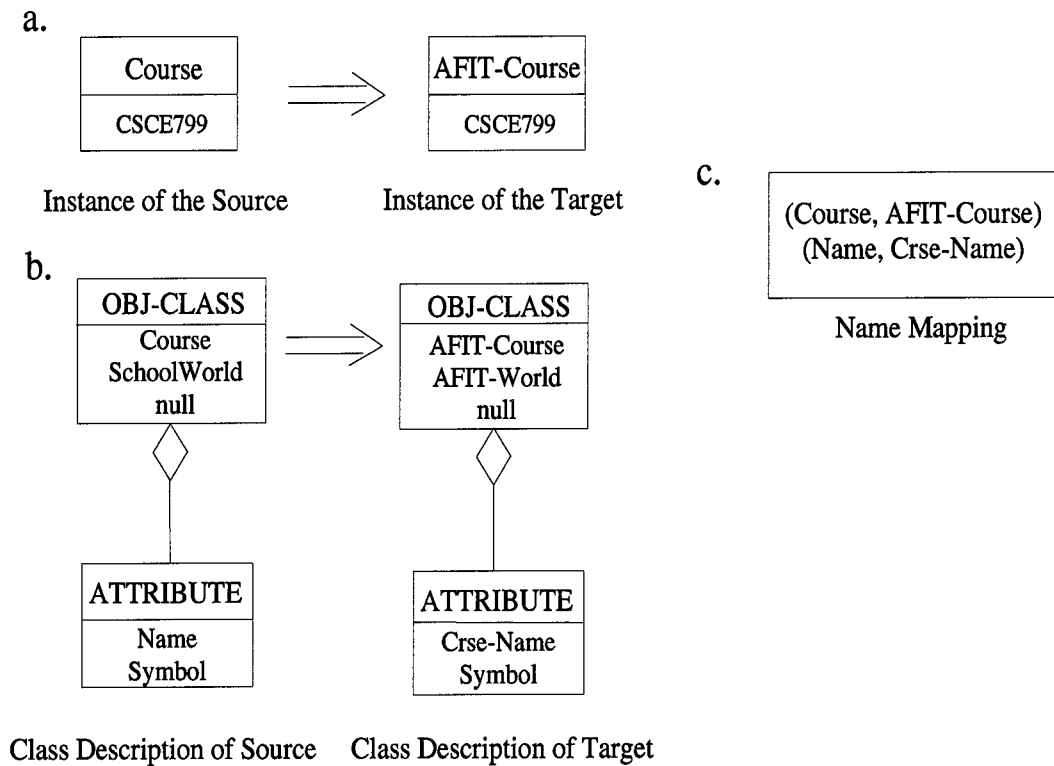 a.
Course
CSCE799
Instance of the Source
AFIT-Course
CSCE799
Instance of the Target
b.
OBJ-CLASS
Course
SchoolWorld
null
ATTRIBUTE
Name
Symbol
Class Description of Source
OBJ-CLASS
AFIT-Course
AFIT-World
null
ATTRIBUTE
Crse-Name
Symbol
Class Description of Target
c.
(Course, AFIT-Course)
(Name, Crse-Name)
Name Mapping